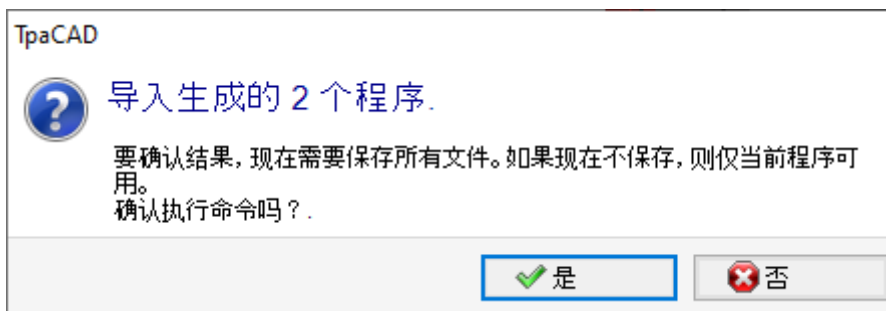 TpaCAD
导入生成的 2 个程序.
要确认结果，现在需要保存所有文件。如果现在不保存，则仅当前程序可
用。
确认执行命令吗？.
是
否